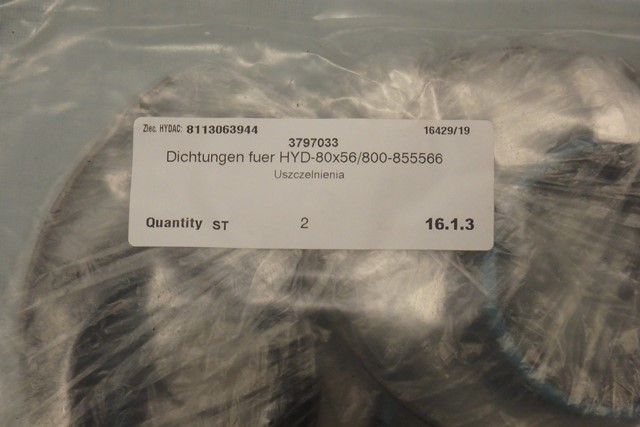 Zlec. HYDAC: 8113063944 16429/19
3797033
Dichtungen fuer HYD-80x56/800-855566
Uszczelnienia
Quantity ST 2 16.1.3